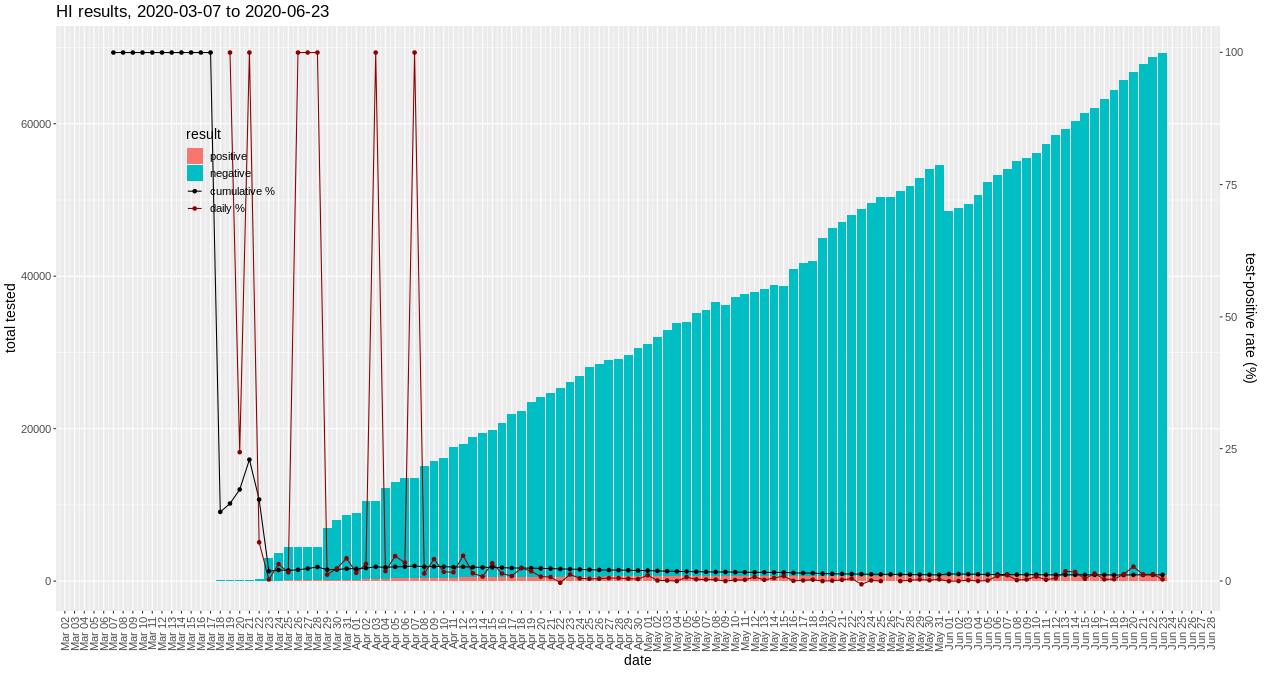 HI results, 2020-03-07 to 2020-06-23
total tested
60000
40000
20000
0
result
positive
negative
cumulative %
daily %
100
75
50
25
0
test-positive rate (%)
Mar 02
Mar 03
Mar 04
Mar 05
Mar 06
Mar 07
Mar 08
Mar 09
Mar 10
Mar 11
Mar 12
Mar 13
Mar 14
Mar 15
Mar 16
Mar 17
Mar 18
Mar 19
Mar 20
Mar 21
Mar 22
Mar 23
Mar 24
Mar 25
Mar 26
Mar 27
Mar 28
Mar 29
Mar 30
Mar 31
Apr 01
Apr 02
Apr 03
Apr 04
Apr 05
Apr 06
Apr 07
Apr 08
Apr 09
Apr 10
Apr 11
Apr 12
Apr 13
Apr 14
Apr 15
Apr 16
Apr 17
Apr 18
Apr 19
Apr 20
Apr 21
Apr 22
Apr 23
Apr 24
Apr 25
Apr 26
Apr 27
Apr 28
Apr 29
Apr 30
May 01
May 02
May 03
May 04
May 05
May 06
May 07
May 08
May 09
May 10
May 11
May 12
May 13
May 14
May 15
May 16
May 17
May 18
May 19
May 20
May 21
May 22
May 23
May 24
May 25
May 26
May 27
May 28
May 29
May 30
May 31
Jun 01
Jun 02
Jun 03
Jun 04
Jun 05
Jun 06
Jun 07
Jun 08
Jun 09
Jun 10
Jun 11
Jun 12
Jun 13
Jun 14
Jun 15
Jun 16
Jun 17
Jun 18
Jun 19
Jun 20
Jun 21
Jun 22
Jun 23
Jun 24
Jun 25
Jun 26
Jun 27
Jun 28
date